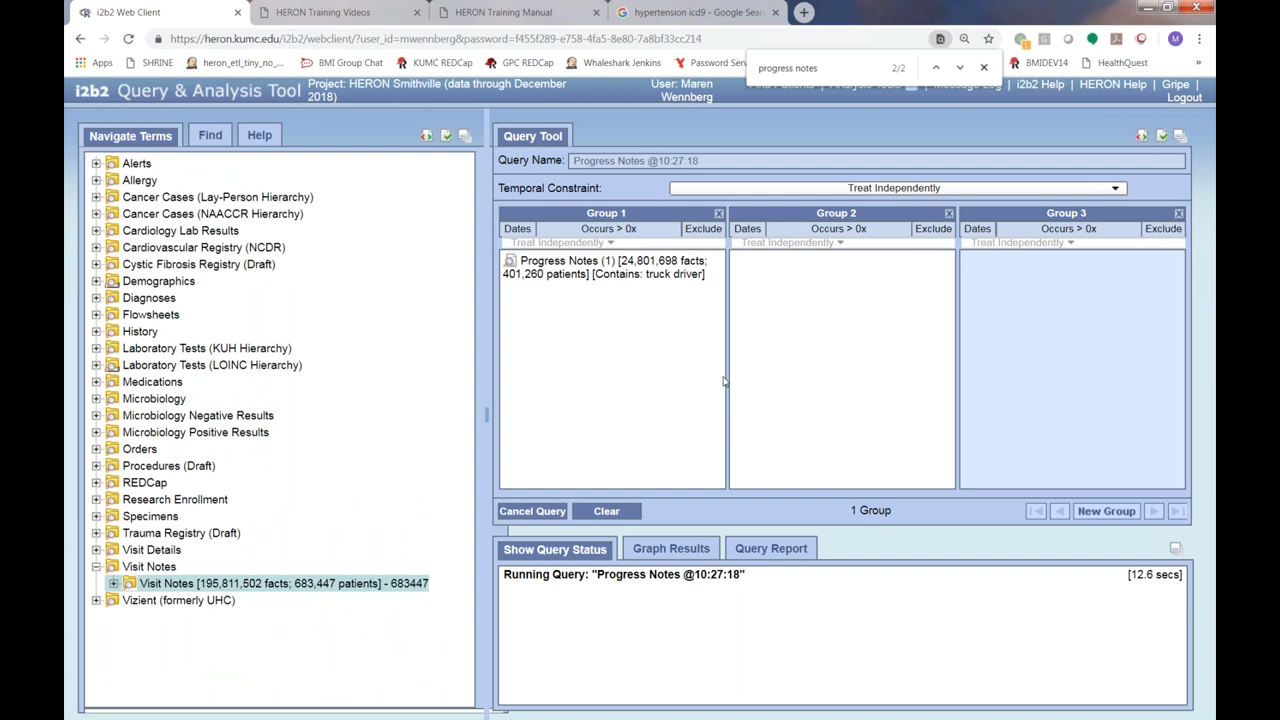 i2b2 Web Client
HERON Training Videos
HERON Training Manual
hypertension icd9 - Google Sear
https://heron.kumc.edu/i2b2/webclient/?user_id=mwennberg&password=f455f289-e758-4fa5-8e80-7a8bf33cc214
Apps
SHRINE
heron_etl_tiny_no_...
BMI Group Chat
KUMC REDCap
GPC REDCap
Whaleshark Jenkins
Password Serv
progress notes
2/2
BMIDEV14
HealthQuest
i2b2 Query & Analysis Tool
Project: HERON Smithville (data through December 2018)
User: Maren Wennberg
Find Patients
Analysis Tools
Message Log
i2b2 Help
HERON Help
Gripe
Logout
Navigate Terms
Find
Help
Alerts
Allergy
Cancer Cases (Lay-Person Hierarchy)
Cancer Cases (NAACCR Hierarchy)
Cardiology Lab Results
Cardiovascular Registry (NCDR)
Cystic Fibrosis Registry (Draft)
Demographics
Diagnoses
Flowsheets
History
Laboratory Tests (KUH Hierarchy)
Laboratory Tests (LOINC Hierarchy)
Medications
Microbiology
Microbiology Negative Results
Microbiology Positive Results
Orders
Procedures (Draft)
REDCap
Research Enrollment
Specimens
Trauma Registry (Draft)
Visit Details
Visit Notes
Visit Notes [195,811,502 facts; 683,447 patients] - 683447
Vizient (formerly UHC)
Query Tool
Query Name:
Progress Notes @10:27:18
Temporal Constraint:
Treat Independently
Group 1
Group 2
Group 3
Dates
Occurs > 0x
Exclude
Dates
Occurs > 0x
Exclude
Dates
Occurs > 0x
Exclude
Treat Independently
Treat Independently
Treat Independently
Progress Notes (1) [24,801,698 facts;
401,260 patients] [Contains: truck driver]
Cancel Query
Clear
1 Group
New Group
Show Query Status
Graph Results
Query Report
Running Query: "Progress Notes @10:27:18"
[12.6 secs]